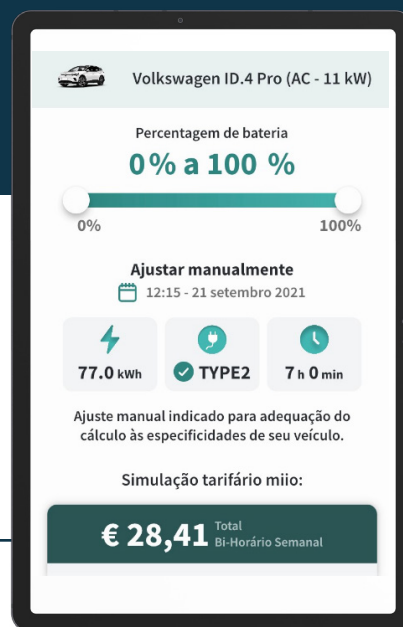 Volkswagen ID.4 Pro (AC - 11 kW)
Percentagem de bateria
0% a 100 %
0% 100%
Ajustar manualmente
12:15 - 21 setembro 2021
77.0 kWh TYPE2 7 h 0 min
Ajuste manual indicado para adequação do
cálculo às especificidades de seu veículo.
Simulação tarifário miio:
€ 28,41 Total
Bi-Horário Semanal